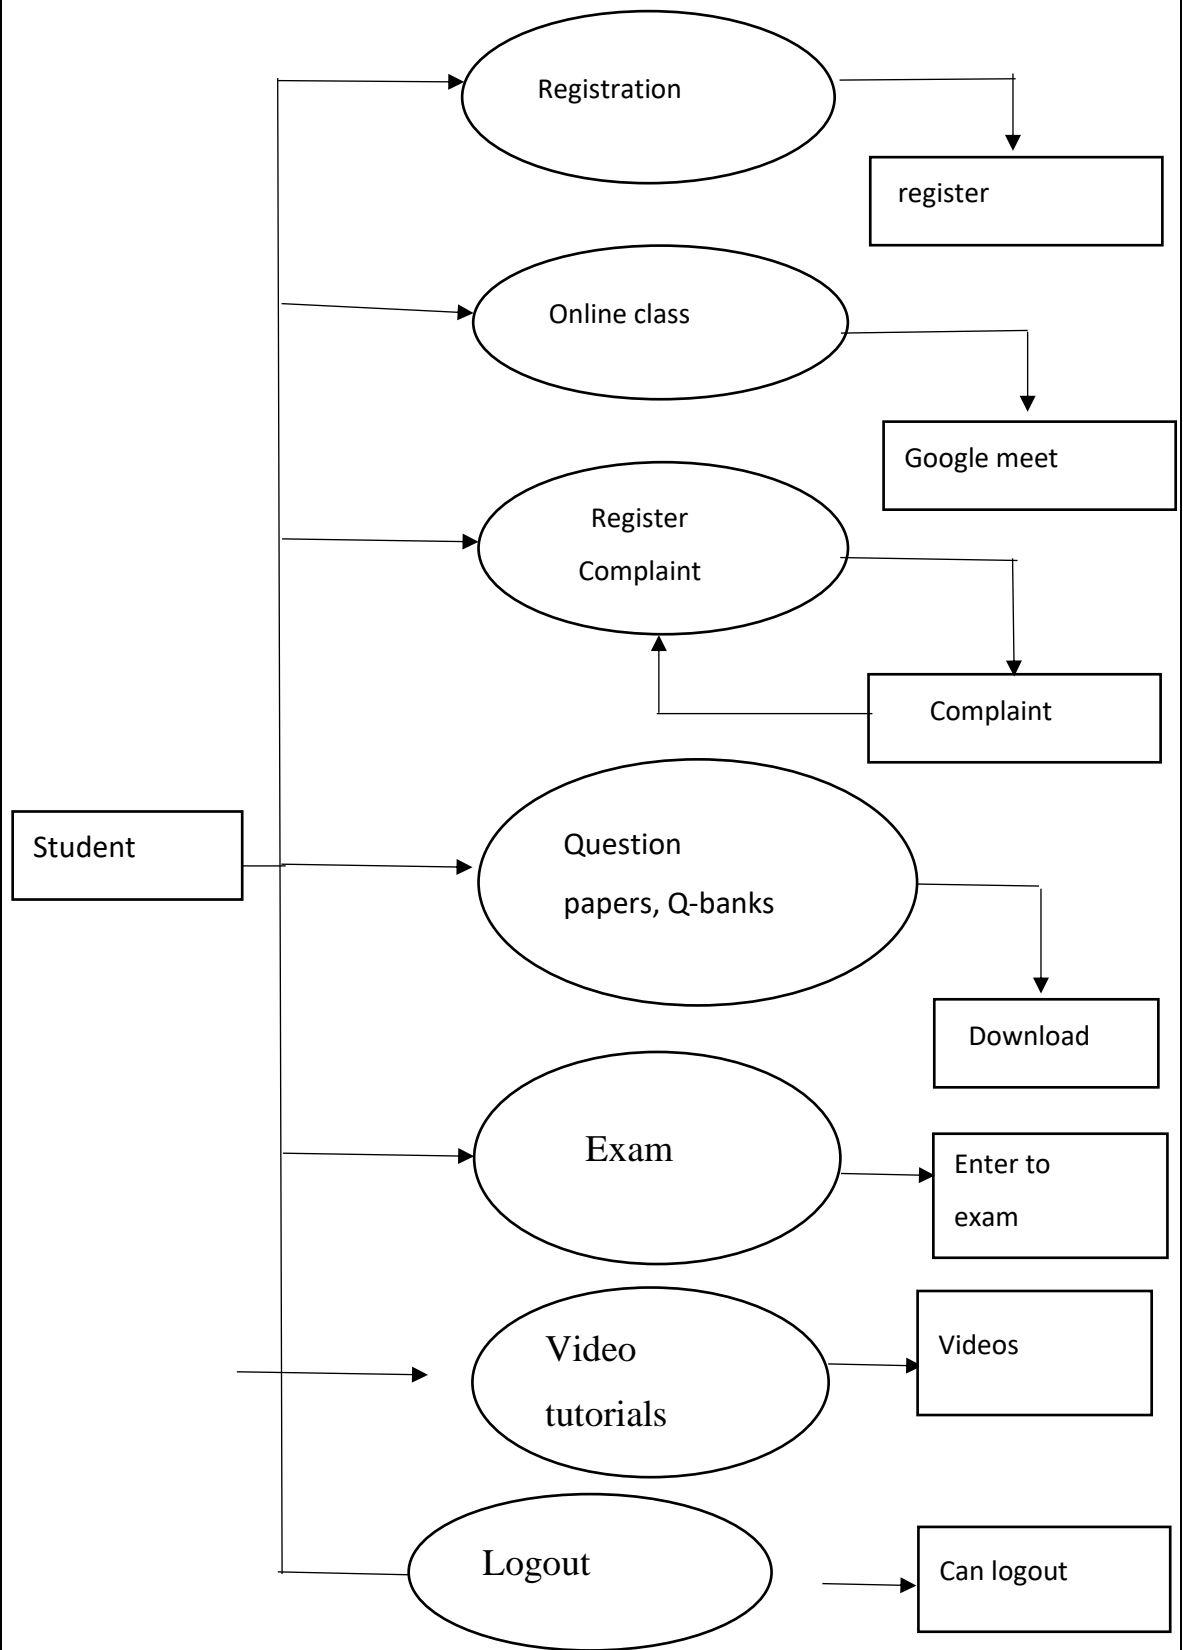 Registration
register
Online class
Google meet
Register
Complaint
Complaint
Student
Question
papers, Q-banks
Download
Exam
Enter to
exam
Video
tutorials
Videos
Logout
Can logout